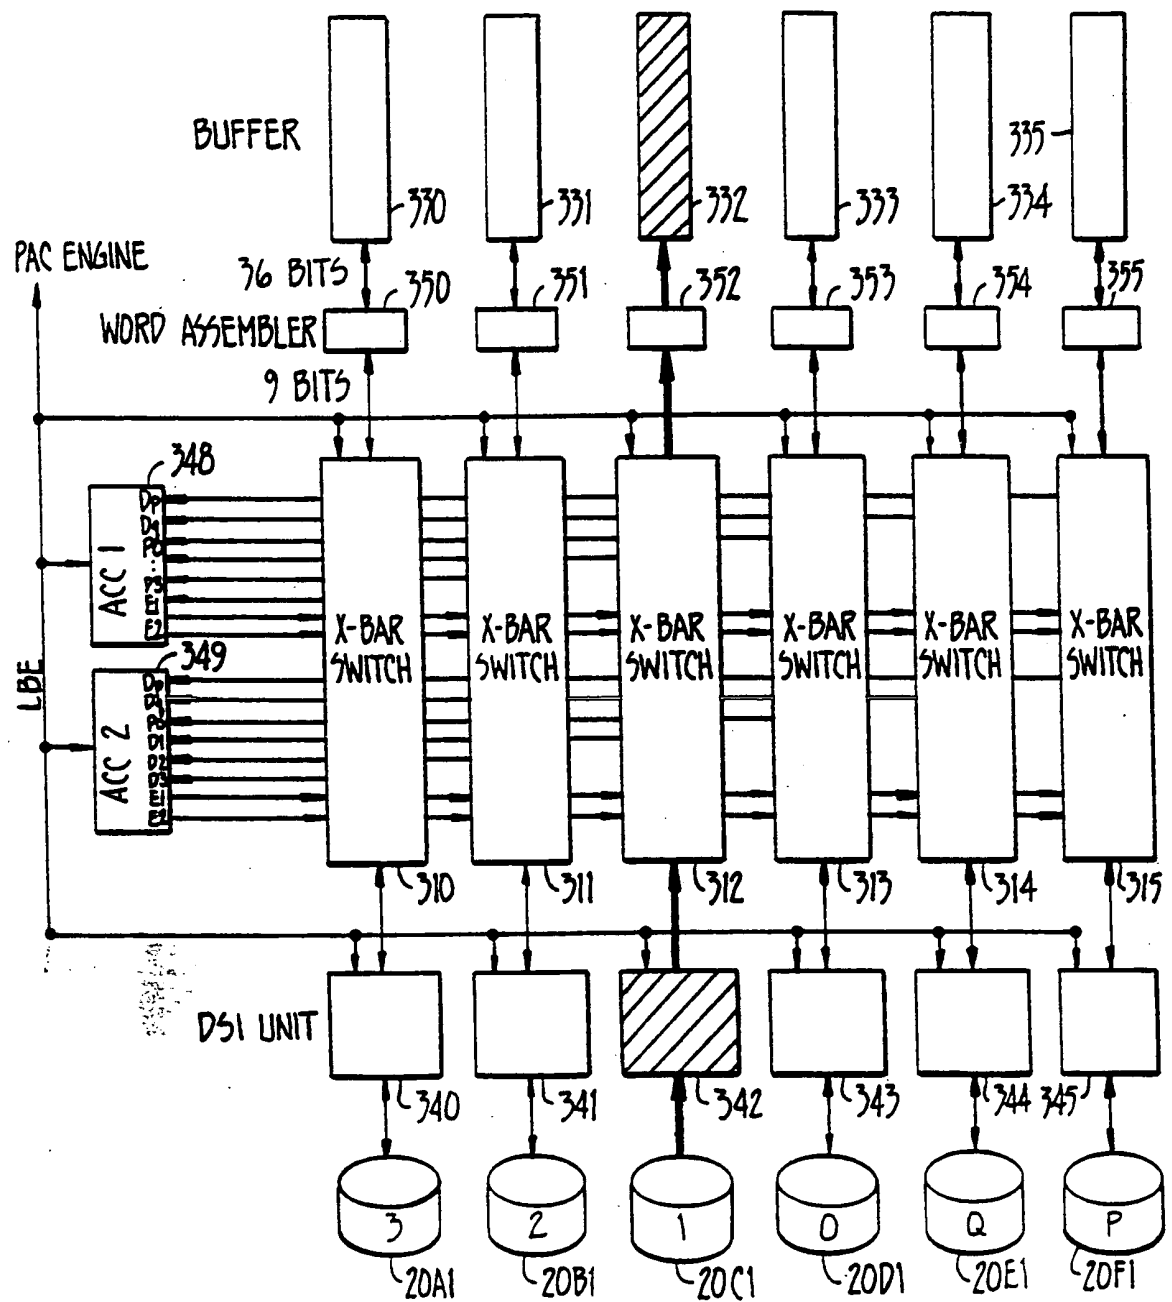 BUFFER
330
331
332
333
334
335
PAC ENGINE
36 BITS
350
351
352
353
354
355
WORD ASSEMBLER
9 BITS
348
ACC 1
Dp
Dq
P0
...
E1
E2
X-BAR SWITCH
X-BAR SWITCH
X-BAR SWITCH
X-BAR SWITCH
X-BAR SWITCH
X-BAR SWITCH
LBE
349
ACC 2
Dp
Dq
P0
D1
D2
D3
E1
E2
310
311
312
313
314
315
DSI UNIT
340
341
342
343
344
345
3
2
1
0
Q
P
20A1
20B1
20C1
20D1
20E1
20F1